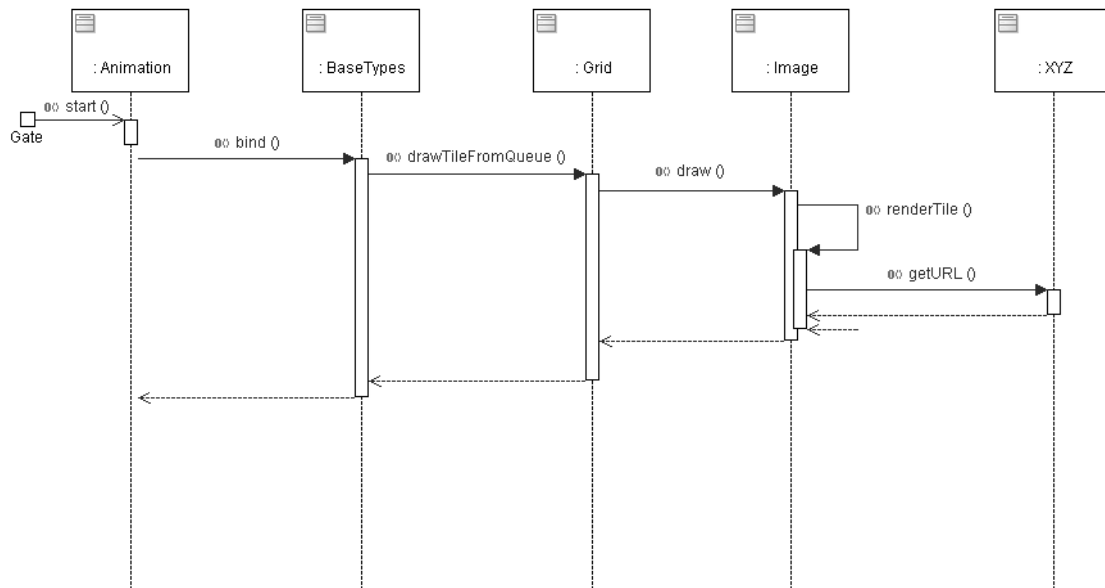 : Animation
: BaseTypes
: Grid
: Image
: XYZ
start ()
Gate
bind ()
drawTileFromQueue ()
draw ()
renderTile ()
getURL ()